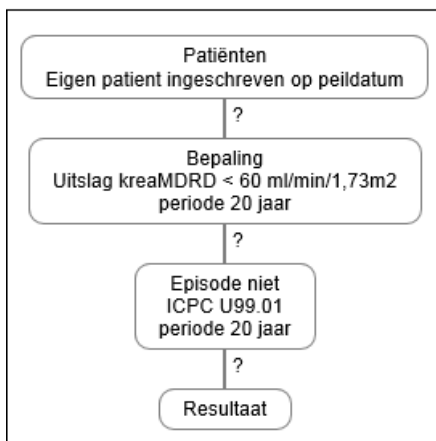 Patiënten
Eigen patient ingeschreven op peildatum
?
Bepaling
Uitslag kreaMDRD < 60 ml/min/1,73m2
periode 20 jaar
?
Episode niet
ICPC U99.01
periode 20 jaar
?
Resultaat